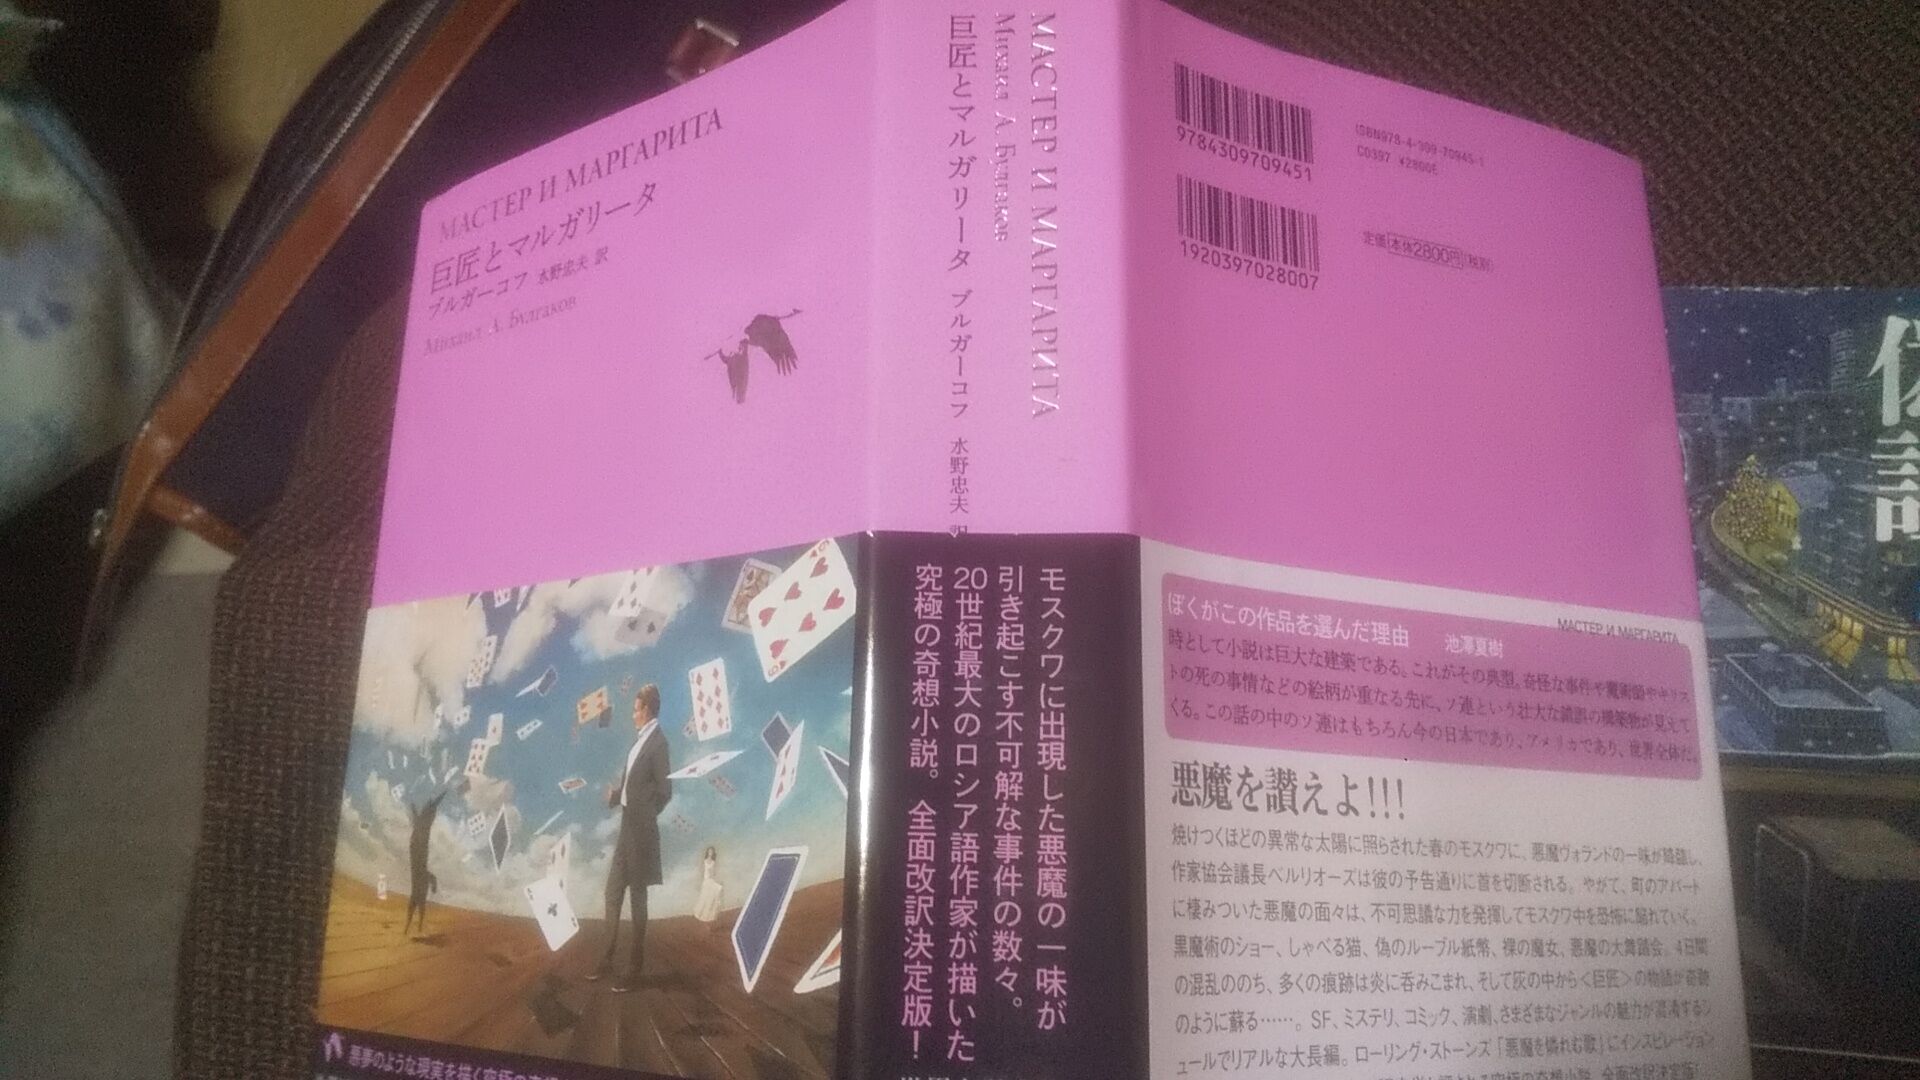 МАСТЕР И МАРГАРИТА
巨匠とマルガリータ
ブルガーコフ 水野忠夫 訳
Михаил А. Булгаков
悪夢のような現実を描く究極の奇想
МАСТЕР И МАРГАРИТА
Михаил А. Булгаков
巨匠とマルガリータ ブルガーコフ 水野忠夫 訳
モスクワに出現した悪魔の一味が
引き起こす不可解な事件の数々。
20世紀最大のロシア語作家が描いた
究極の奇想小説。 全面改訳決定版!
9784309709451
ISBN978-4-309-70945-1
C0397 ¥2800E
1920397028007
定価 本体2800円(税別)
МАСТЕР И МАРГАРИТА
ぼくがこの作品を選んだ理由 池澤夏樹
時として小説は巨大な建築である。これがその典型。奇怪な事件や魔術師やキリス
トの死の事情などの絵柄が重なる先に、ソ連という壮大な錯誤の構築物が見えて
くる。この話の中のソ連はもちろん今の日本であり、アメリカであり、世界全体だ。
悪魔を讃えよ!!!
焼けつくほどの異常な太陽に照らされた春のモスクワに、悪魔ヴォランドの一味が降臨し、
作家協会議長ベルリオーズは彼の予告通りに首を切断される。やがて、町のアパート
に棲みついた悪魔の面々は、不可思議な力を発揮してモスクワ中を恐怖に陥れていく。
黒魔術のショー、しゃべる猫、偽のルーブル紙幣、裸の魔女、悪魔の大舞踏会。4日間
の混乱ののち、多くの痕跡は炎に呑みこまれ、そして灰の中から〈巨匠〉の物語が奇跡
のように蘇る……。SF、ミステリ、コミック、演劇、さまざまなジャンルの魅力が混淆するシ
ュールでリアルな大長編。ローリング・ストーンズ「悪魔を憐れむ歌」にインスピレーション